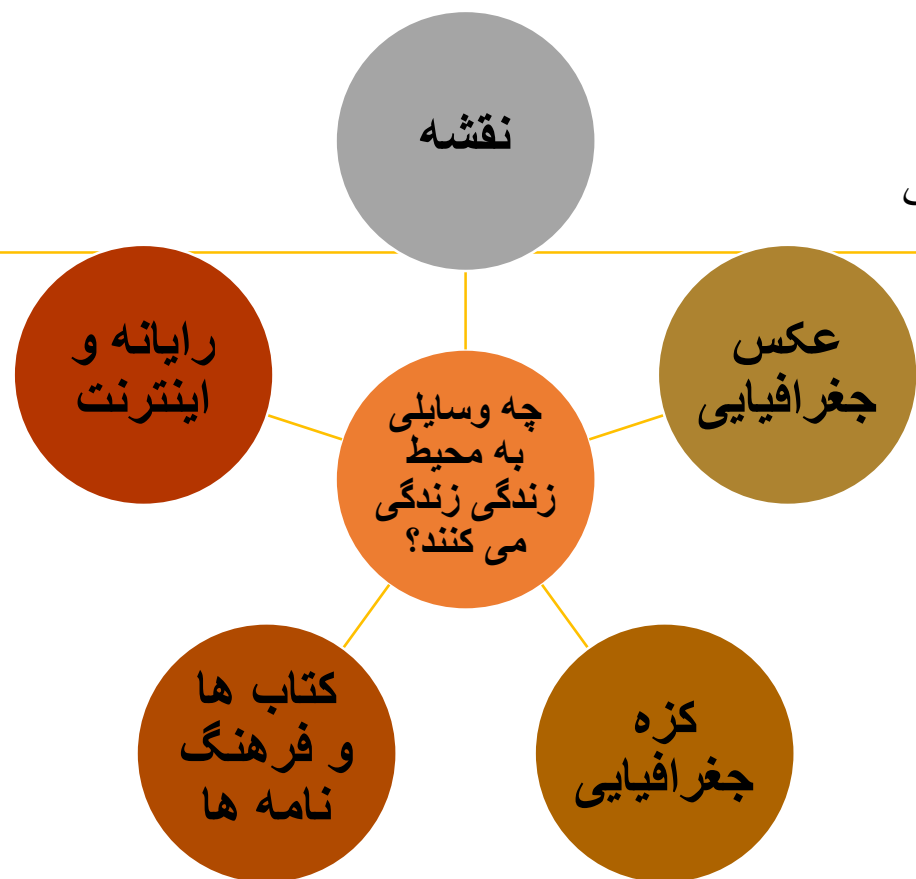 نقشه
عکس
جغرافیایی
کزه
جغرافیایی
کتاب ها
و فرهنگ
نامه ها
رایانه و
اینترنت
چه وسایلی
به محیط
زندگی زندگی
می کنند؟